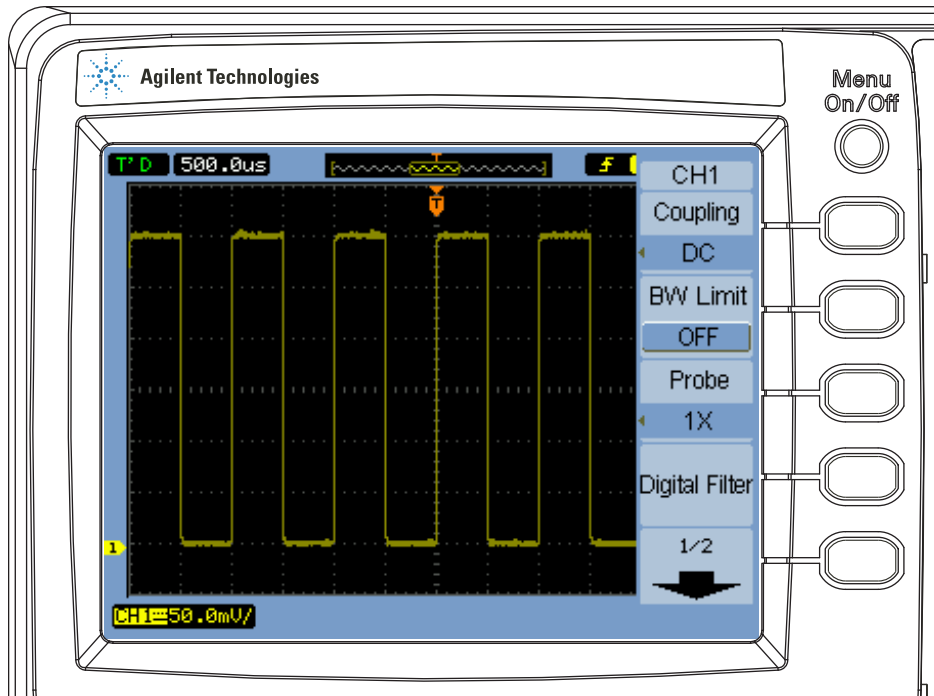 Agilent Technologies
Menu
On/Off
T'D 500.0us
T
CH1
Coupling
DC
BW Limit
OFF
Probe
1X
Digital Filter
1/2
T
1
CH1 50.0mV/